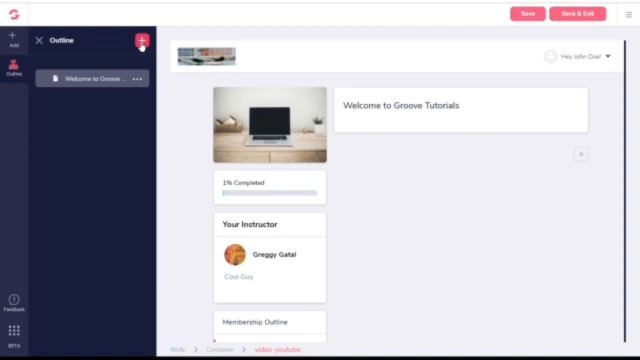 Save
Save & Exit
Add
Outline
Outline
Welcome to Groove ...
Hey John Doe!
Welcome to Groove Tutorials
1% Completed
Your Instructor
Greggy Gatal
Cool Guy
Membership Outline
Feedback
BETA
Body
Container
video-youtube